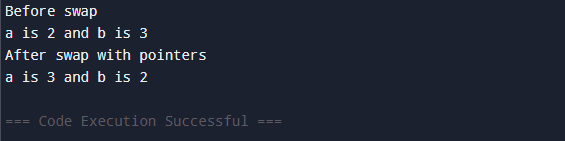 Before swap
a is 2 and b is 3
After swap with pointers
a is 3 and b is 2
=== Code Execution Successful ===